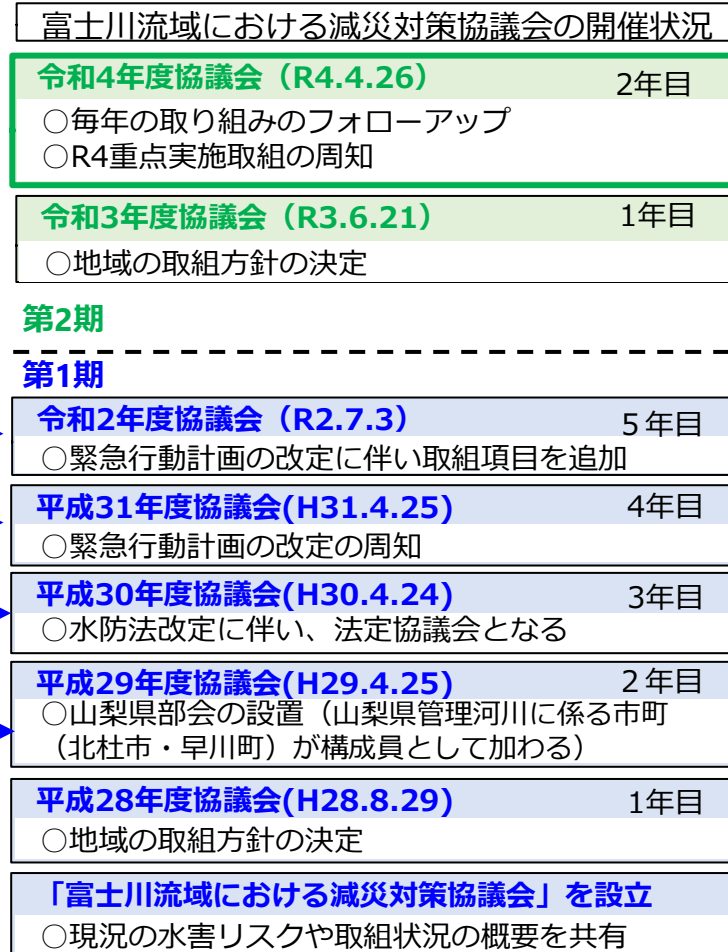 富士川流域における減災対策協議会の開催状況
令和4年度協議会（R4.4.26） 2年目
○毎年の取り組みのフォローアップ
○R4重点実施取組の周知
令和3年度協議会（R3.6.21） 1年目
○地域の取組方針の決定
第2期
第1期
令和2年度協議会（R2.7.3） ５年目
○緊急行動計画の改定に伴い取組項目を追加
平成31年度協議会(H31.4.25) 4年目
○緊急行動計画の改定の周知
平成30年度協議会(H30.4.24) 3年目
○水防法改定に伴い、法定協議会となる
平成29年度協議会(H29.4.25) ２年目
○山梨県部会の設置（山梨県管理河川に係る市町
（北杜市・早川町）が構成員として加わる）
平成28年度協議会(H28.8.29) 1年目
○地域の取組方針の決定
「富士川流域における減災対策協議会」を設立
○現況の水害リスクや取組状況の概要を共有